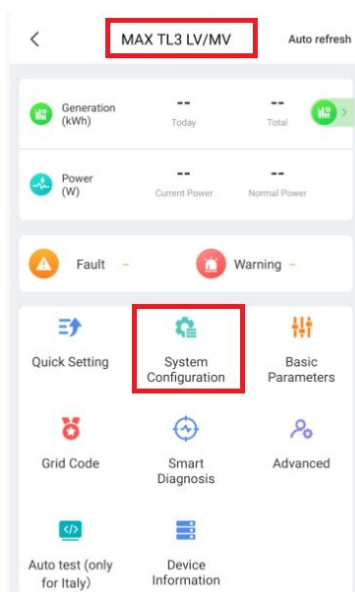 MAX TL3 LV/MV
Auto refresh
Generation
(kWh)
--
Today
--
Total
Power
(W)
--
Current Power
--
Normal Power
Fault -
Warning -
Quick Setting
System
Configuration
Basic
Parameters
Grid Code
Smart
Diagnosis
Advanced
Auto test (only
for Italy)
Device
Information